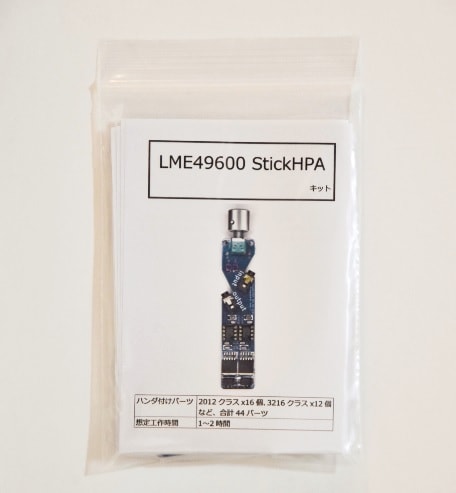 LME49600 StickHPA
キット
input
output
ハンダ付けパーツ 2012 クラス x16 個, 3216 クラス x12 個
など、合計 44 パーツ
想定工作時間 1～2 時間